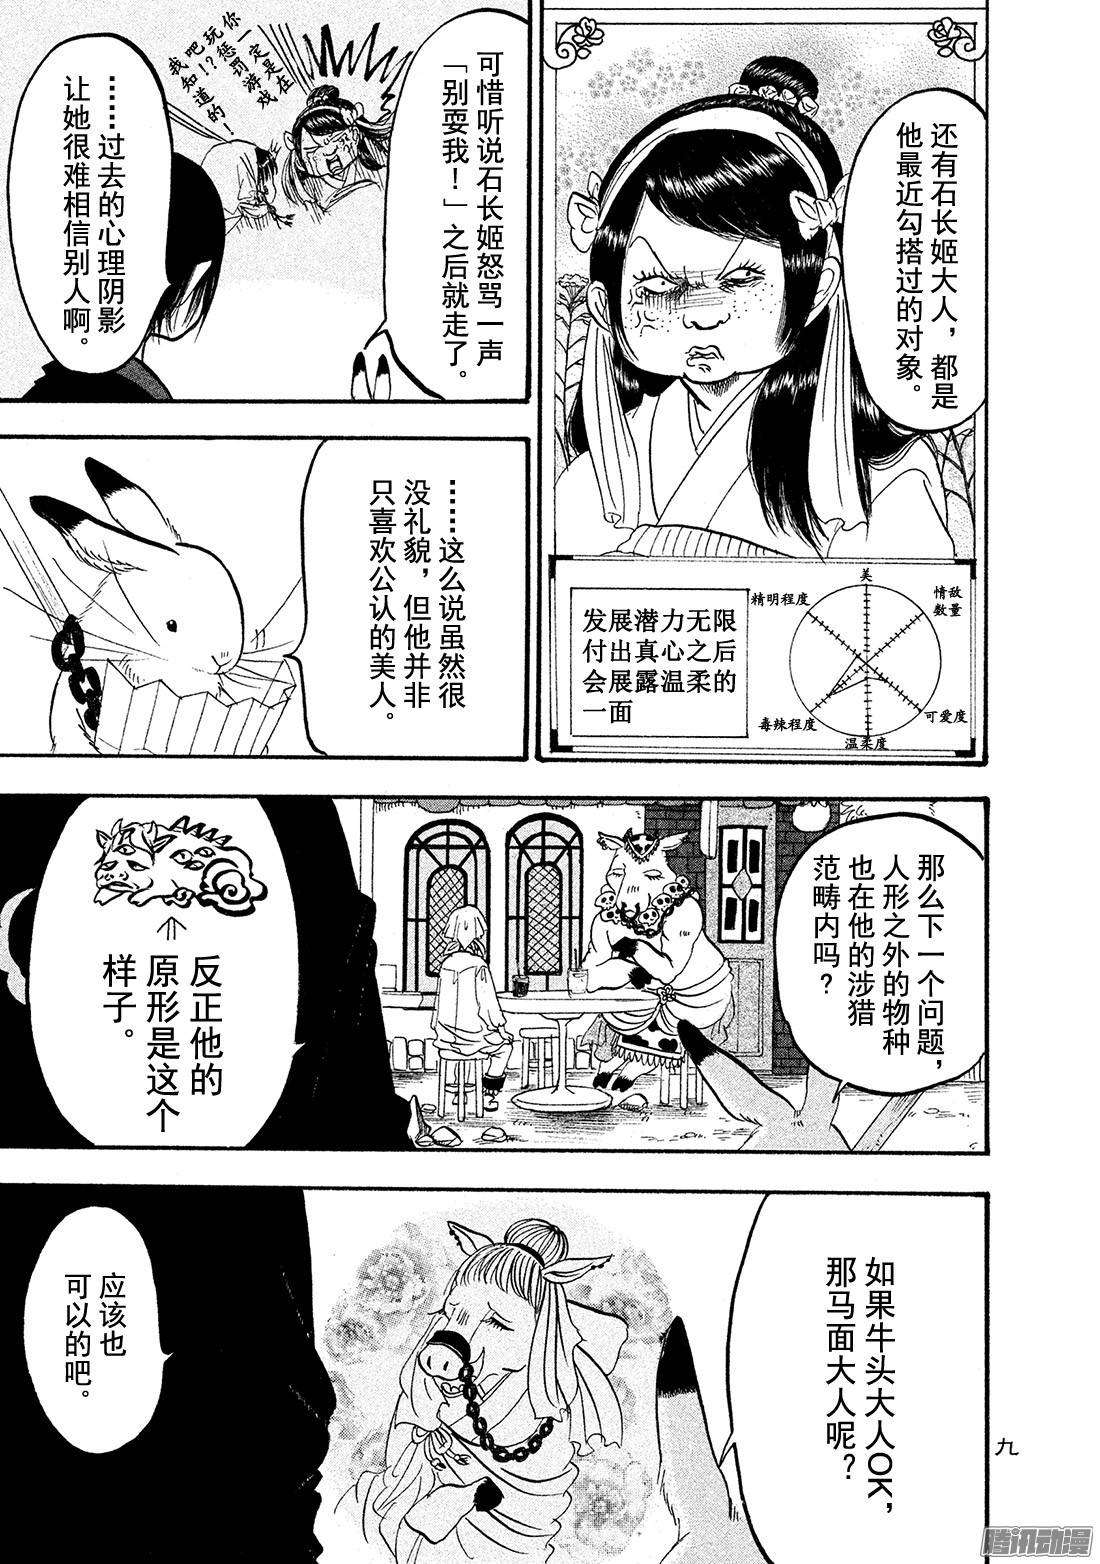 还有石长姬大人，都是
他最近勾搭过的对象。
美
情敌
数量
可爱度
温柔度
毒辣程度
精明程度
发展潜力无限
付出真心之后
会展露温柔的
一面
可惜听说石长姬怒骂一声
「别耍我！」之后就走了。
你一定是在
玩惩罚游戏
吧！？
我知道的！
……过去的心理阴影
让她很难相信别人啊。
……这么说虽然很
没礼貌，但他并非
只喜欢公认的美人。
那么下一个问题，
人形之外的物种
也在他的涉猎
范畴内吗？
⇐
反正他的
原形是这个
样子。
如果牛头大人OK，
那马面大人呢？
应该也
可以的吧。
九
腾讯动漫